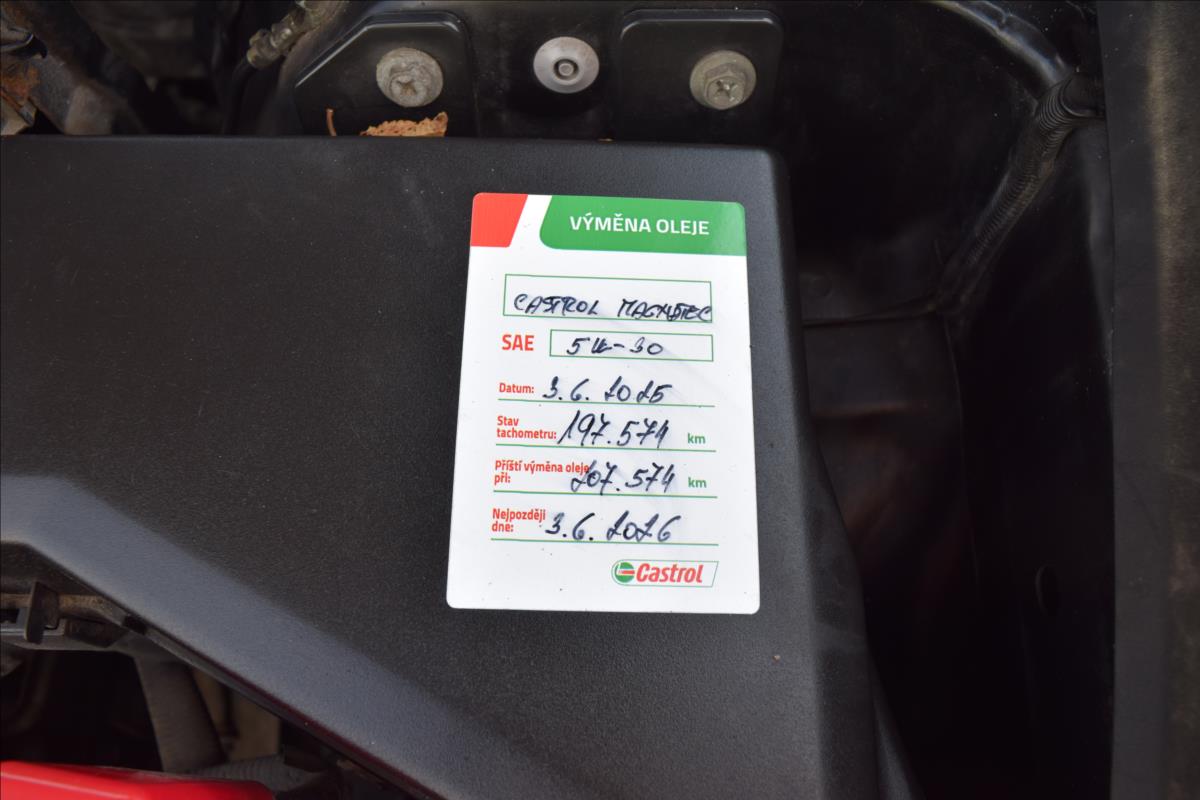 VÝMĚNA OLEJE
CASTROL MAGNATEC
SAE 5W-30
Datum: 3.6.2025
Stav tachometru: 197.574 km
Příští výměna oleje při: 207.574 km
Nejpozději dne: 3.6.2026
Castrol